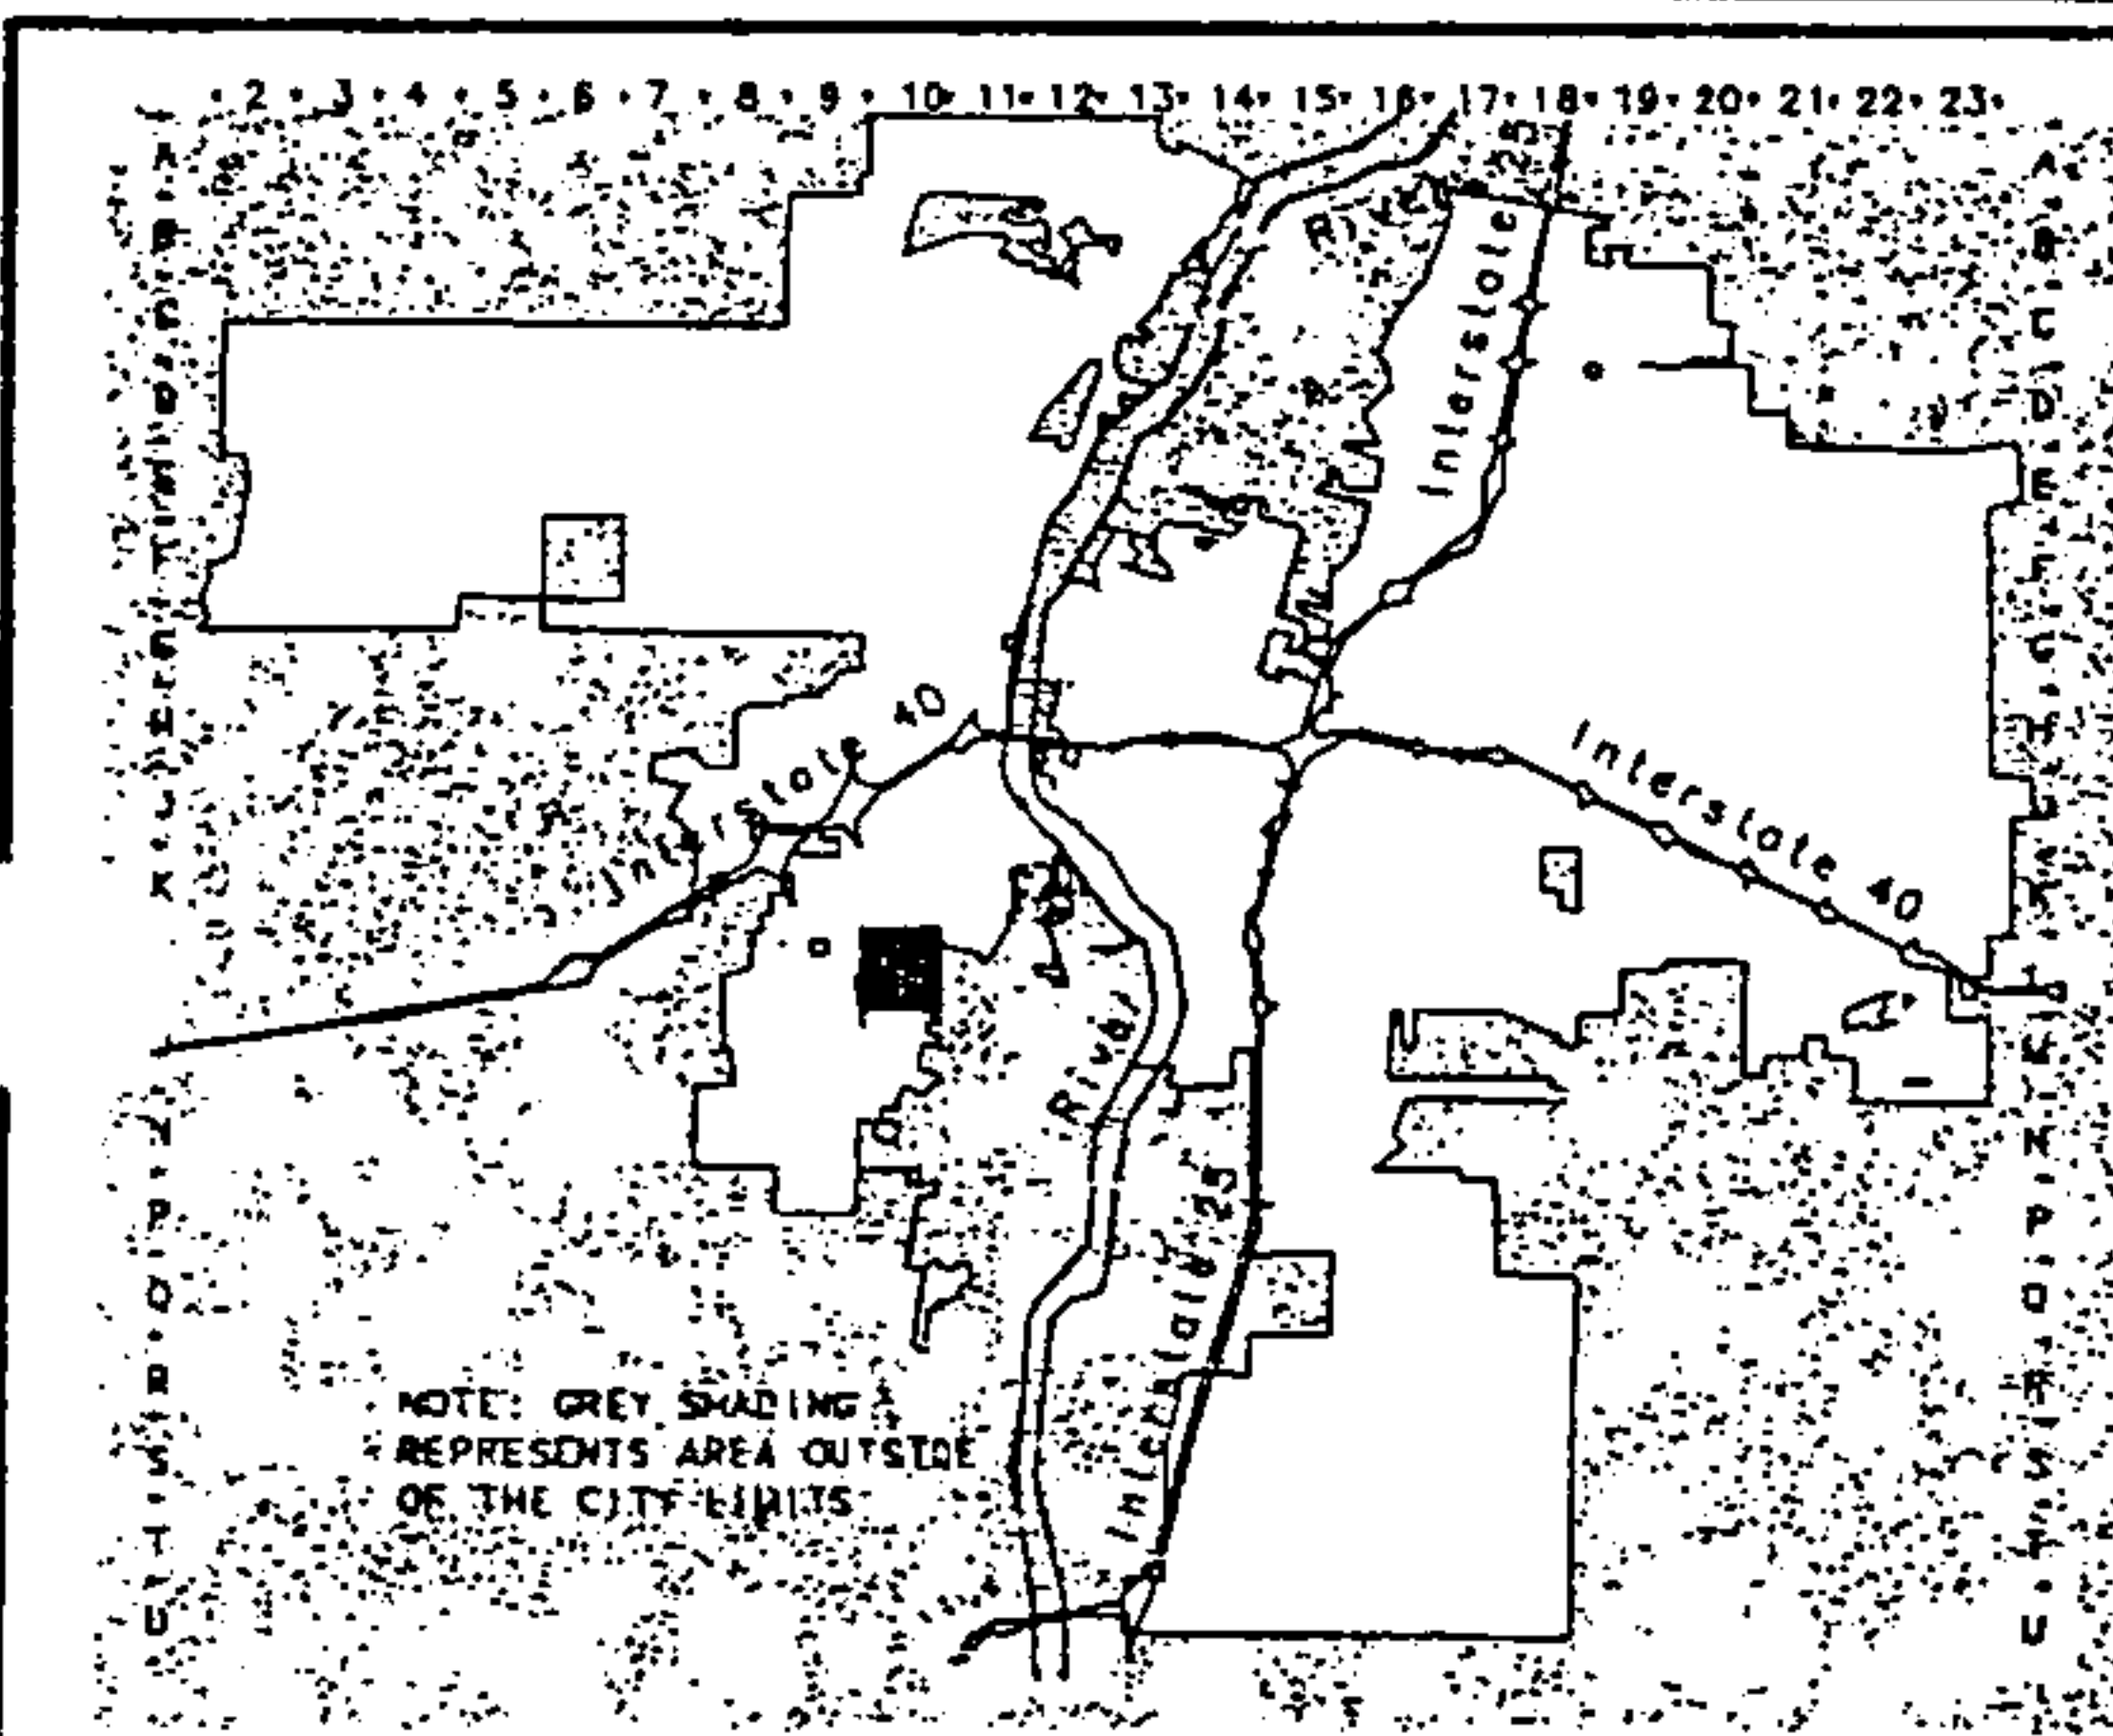 2 · 3 · 4 · 5 · 6 · 7 · 8 · 9 · 10 · 11 · 12 · 13 · 14 · 15 · 16 · 17 · 18 · 19 · 20 · 21 · 22 · 23 ·
River
Interstate 25
Interstate 40
Interstate 40
River
Interstate 25
NOTE: GREY SHADING
REPRESENTS AREA OUTSIDE
OF THE CITY LIMITS